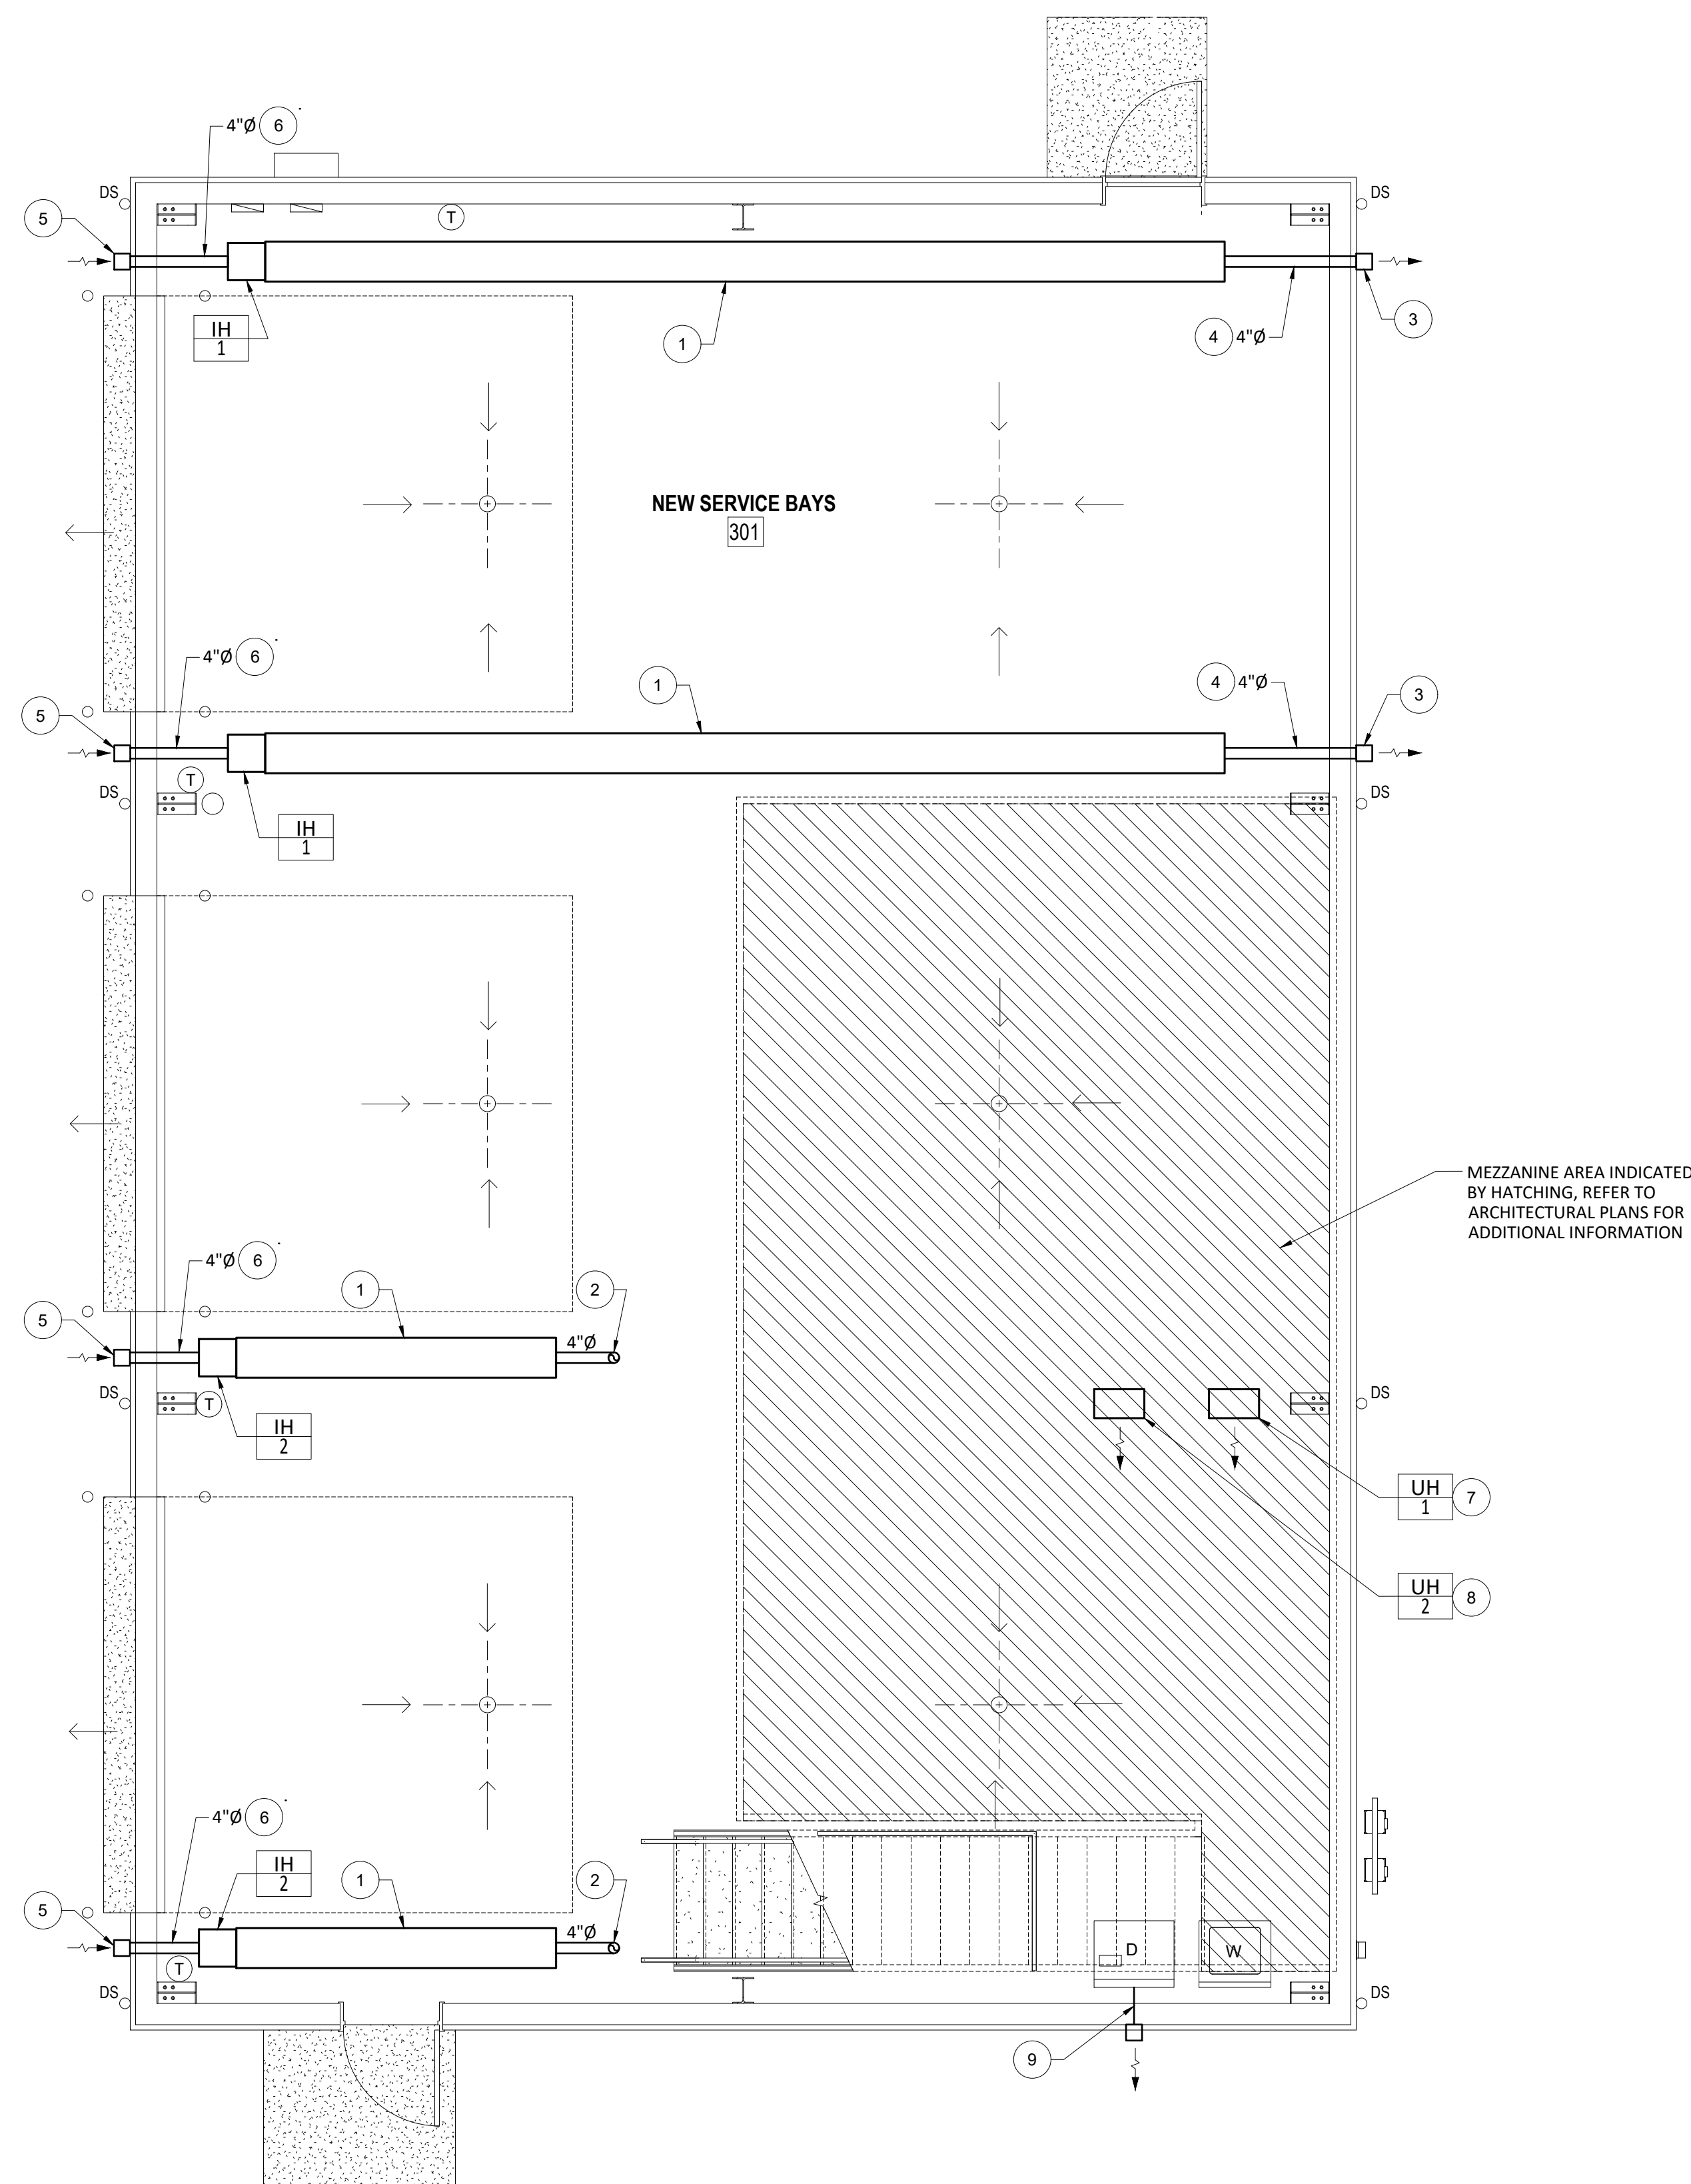 4"Ø 6
DS
DS
5
T
IH
1
1
4 4"Ø
3
NEW SERVICE BAYS
301
4"Ø 6
1
4 4"Ø
3
5
T
DS
DS
IH
1
MEZZANINE AREA INDICATED
BY HATCHING, REFER TO
ARCHITECTURAL PLANS FOR
ADDITIONAL INFORMATION
4"Ø 6
1
2
5
4"Ø
DS
T
DS
IH
2
UH
1
7
UH
2
8
4"Ø 6
IH
2
1
2
5
4"Ø
D
W
T
DS
DS
9